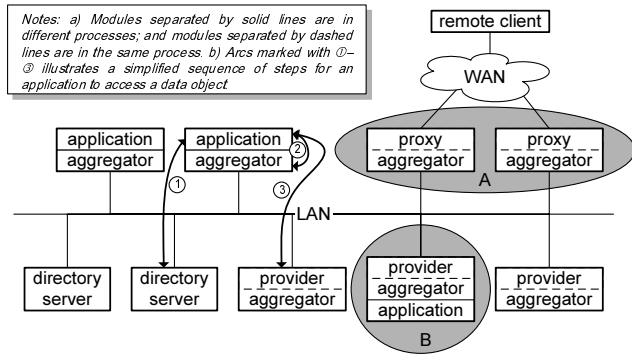 Notes: a) Modules separated by solid lines are in
different processes; and modules separated by dashed
lines are in the same process. b) Arcs marked with ①–
③ illustrates a simplified sequence of steps for an
application to access a data object
remote client
WAN
application
aggregator
application
aggregator
proxy
aggregator
proxy
aggregator
A
①
②
③
LAN
directory
server
directory
server
provider
aggregator
provider
aggregator
application
provider
aggregator
B